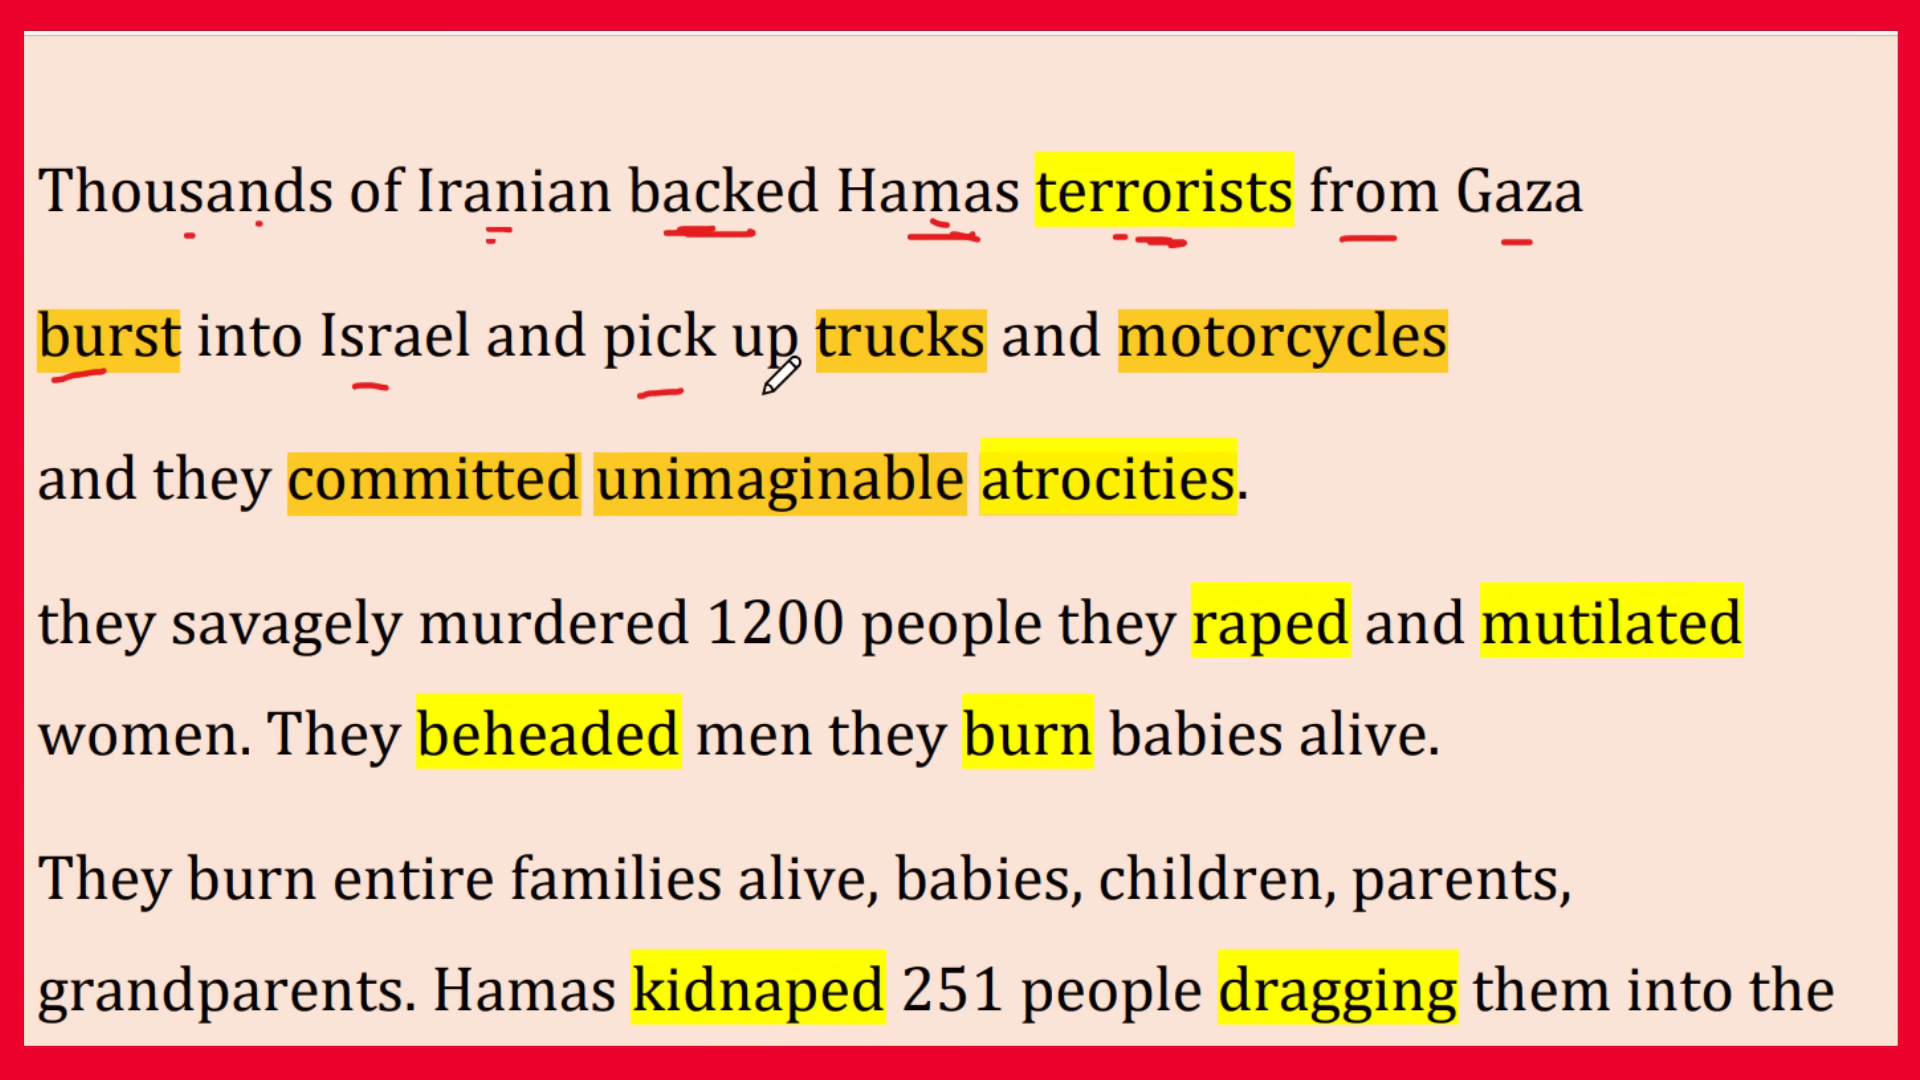 Thousands of Iranian backed Hamas terrorists from Gaza
burst into Israel and pick up trucks and motorcycles
and they committed unimaginable atrocities.
they savagely murdered 1200 people they raped and mutilated
women. They beheaded men they burn babies alive.
They burn entire families alive, babies, children, parents,
grandparents. Hamas kidnaped 251 people dragging them into the